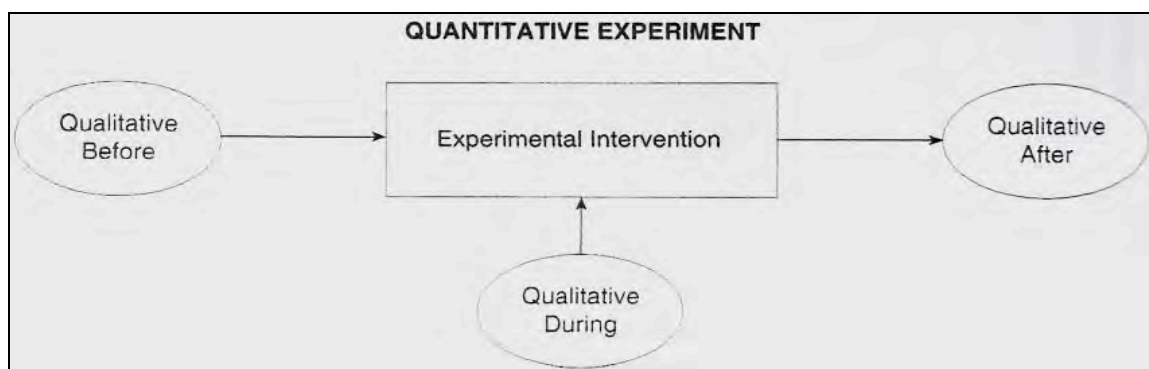 QUANTITATIVE EXPERIMENT
Qualitative
Before
Experimental Intervention
Qualitative
After
Qualitative
During